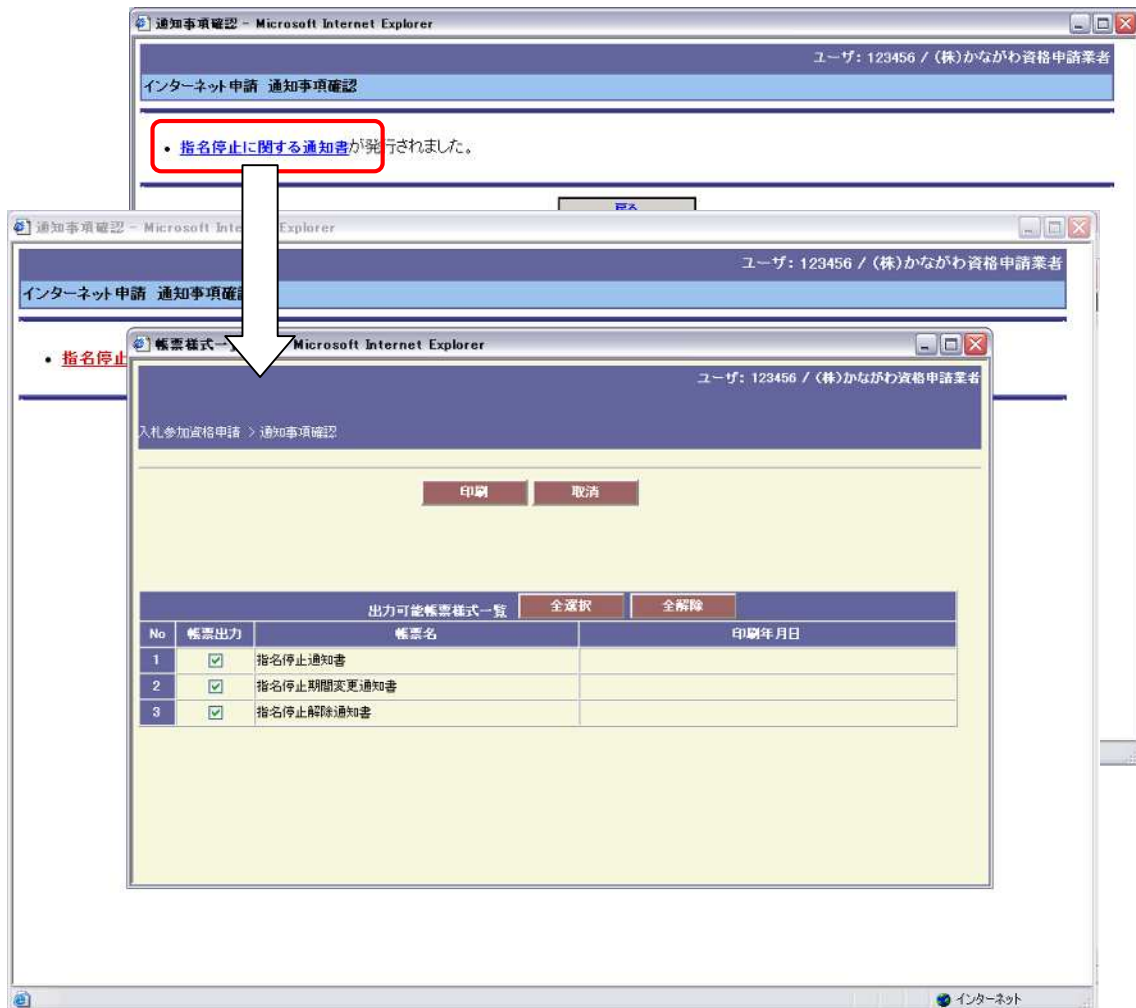 通知事項確認 - Microsoft Internet Explorer
ユーザ: 123456 / (株)かながわ資格申請業者
インターネット申請 通知事項確認
• 指名停止に関する通知書が発行されました。
戻る
通知事項確認 - Microsoft Inte Explorer
ユーザ: 123456 / (株)かながわ資格申請業者
インターネット申請 通知事項確認
• 指名停止
帳票様式一 Microsoft Internet Explorer
ユーザ: 123456 / (株)かながわ資格申請業者
入札参加資格申請 > 通知事項確認
印刷 取消
出力可能帳票様式一覧 全選択 全解除
No 帳票出力 帳票名 印刷年月日
1 指名停止通知書
2 指名停止期間変更通知書
3 指名停止解除通知書
インターネット